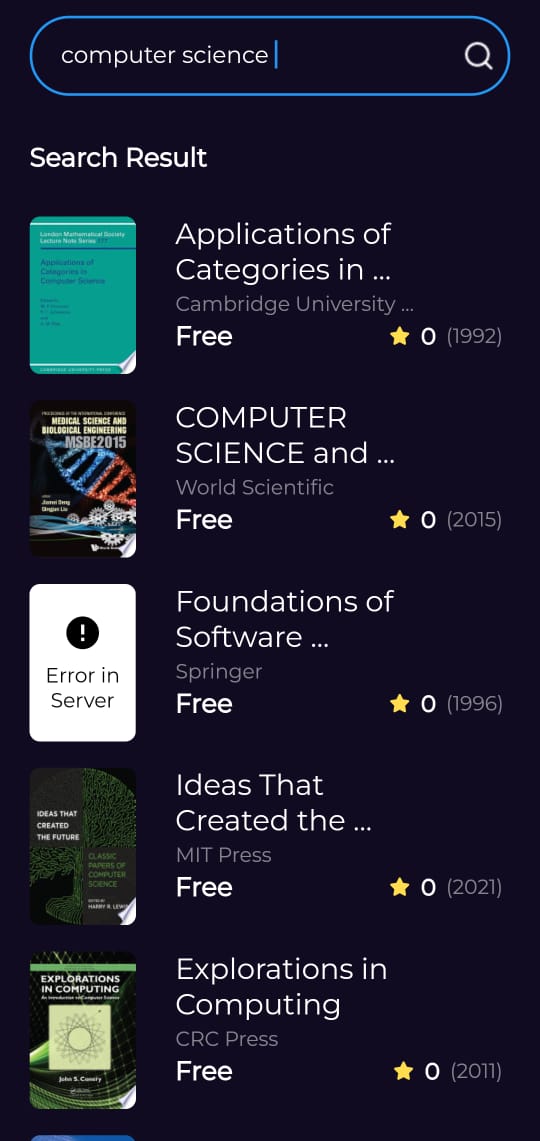 computer science
Search Result
London Mathematical Society
Lecture Note Series 177
Applications of
Categories in
Computer Science
CAMBRIDGE UNIVERSITY PRESS
Applications of
Categories in ...
Cambridge University ...
Free
0 (1992)
PROCEEDINGS OF THE INTERNATIONAL CONFERENCE
MEDICAL SCIENCE AND
BIOLOGICAL ENGINEERING
MSBE2015
Qingjun Liu
COMPUTER
SCIENCE and ...
World Scientific
Free
0 (2015)
Error in
Server
Foundations of
Software ...
Springer
Free
0 (1996)
IDEAS THAT
CREATED
THE FUTURE
CLASSIC
PAPERS OF
COMPUTER
SCIENCE
EDITED BY
HARRY R. LEWIS
Ideas That
Created the ...
MIT Press
Free
0 (2021)
EXPLORATIONS
IN COMPUTING
An Introduction to Computer Science
John S. Conery
Explorations in
Computing
CRC Press
Free
0 (2011)